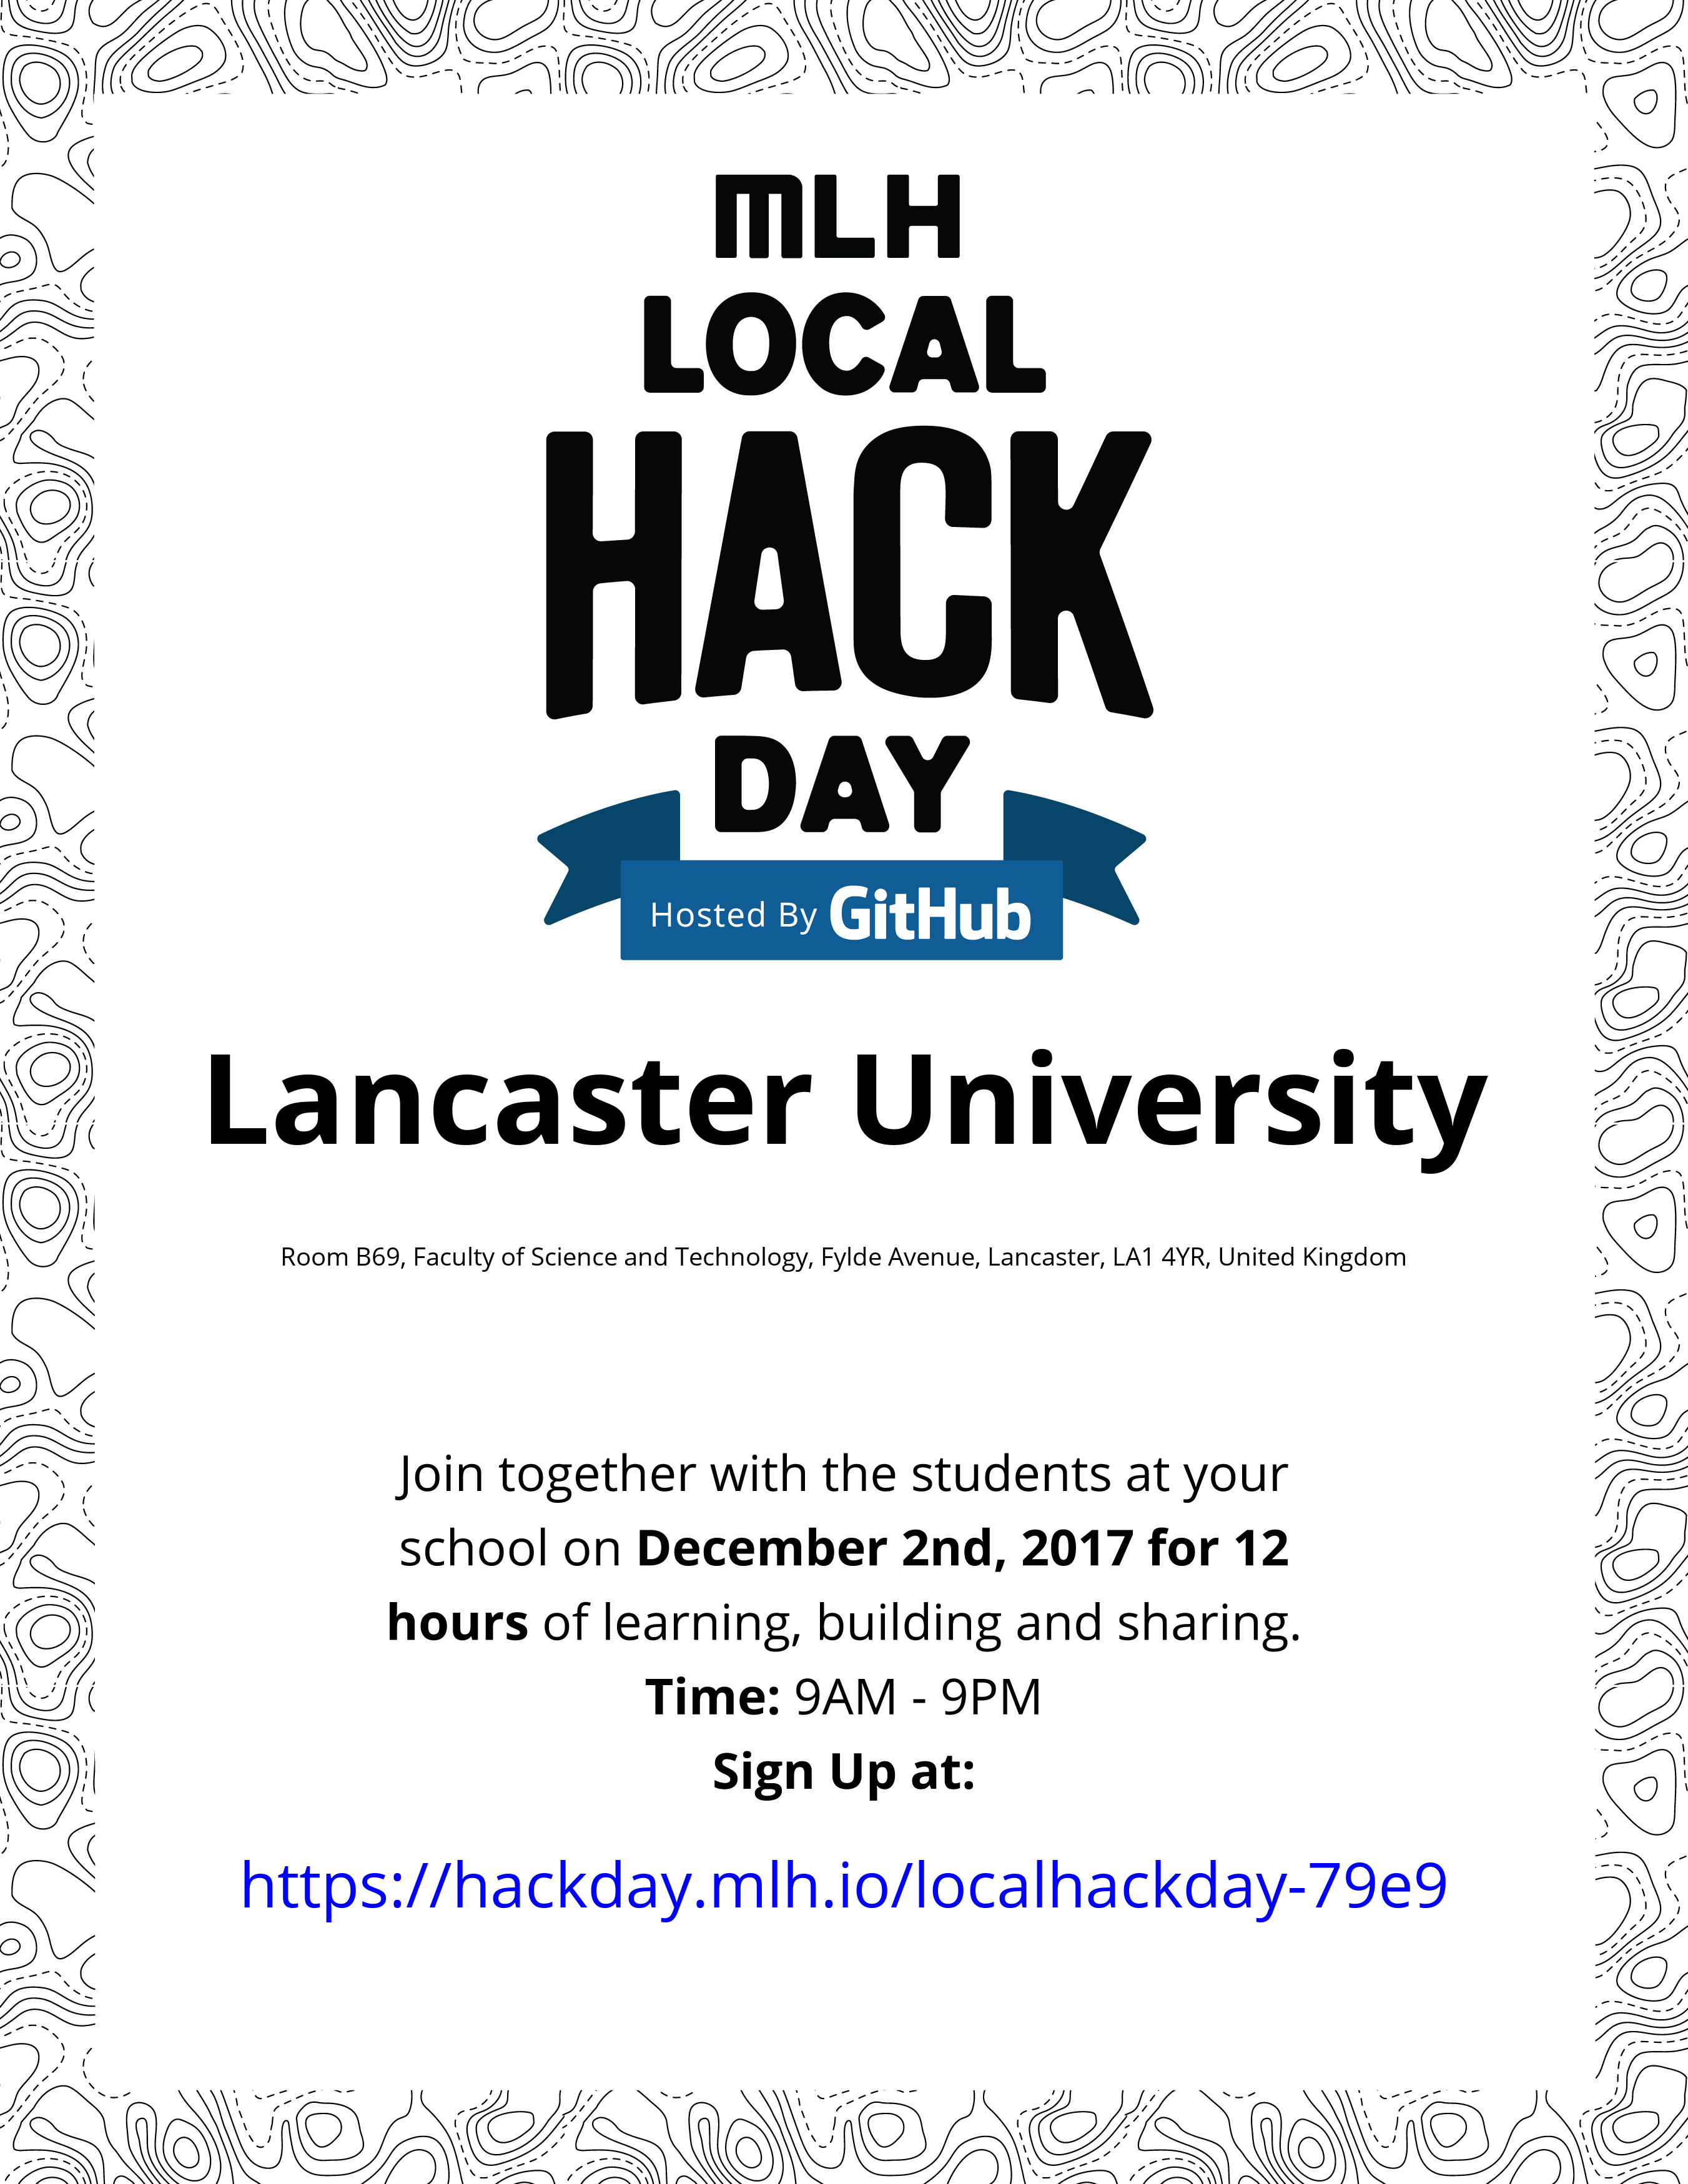 MLH
LOCAL
HACK
DAY
Hosted By GitHub
Lancaster University
Room B69, Faculty of Science and Technology, Fylde Avenue, Lancaster, LA1 4YR, United Kingdom
Join together with the students at your
school on December 2nd, 2017 for 12
hours of learning, building and sharing.
Time: 9AM - 9PM
Sign Up at:
https://hackday.mlh.io/localhackday-79e9